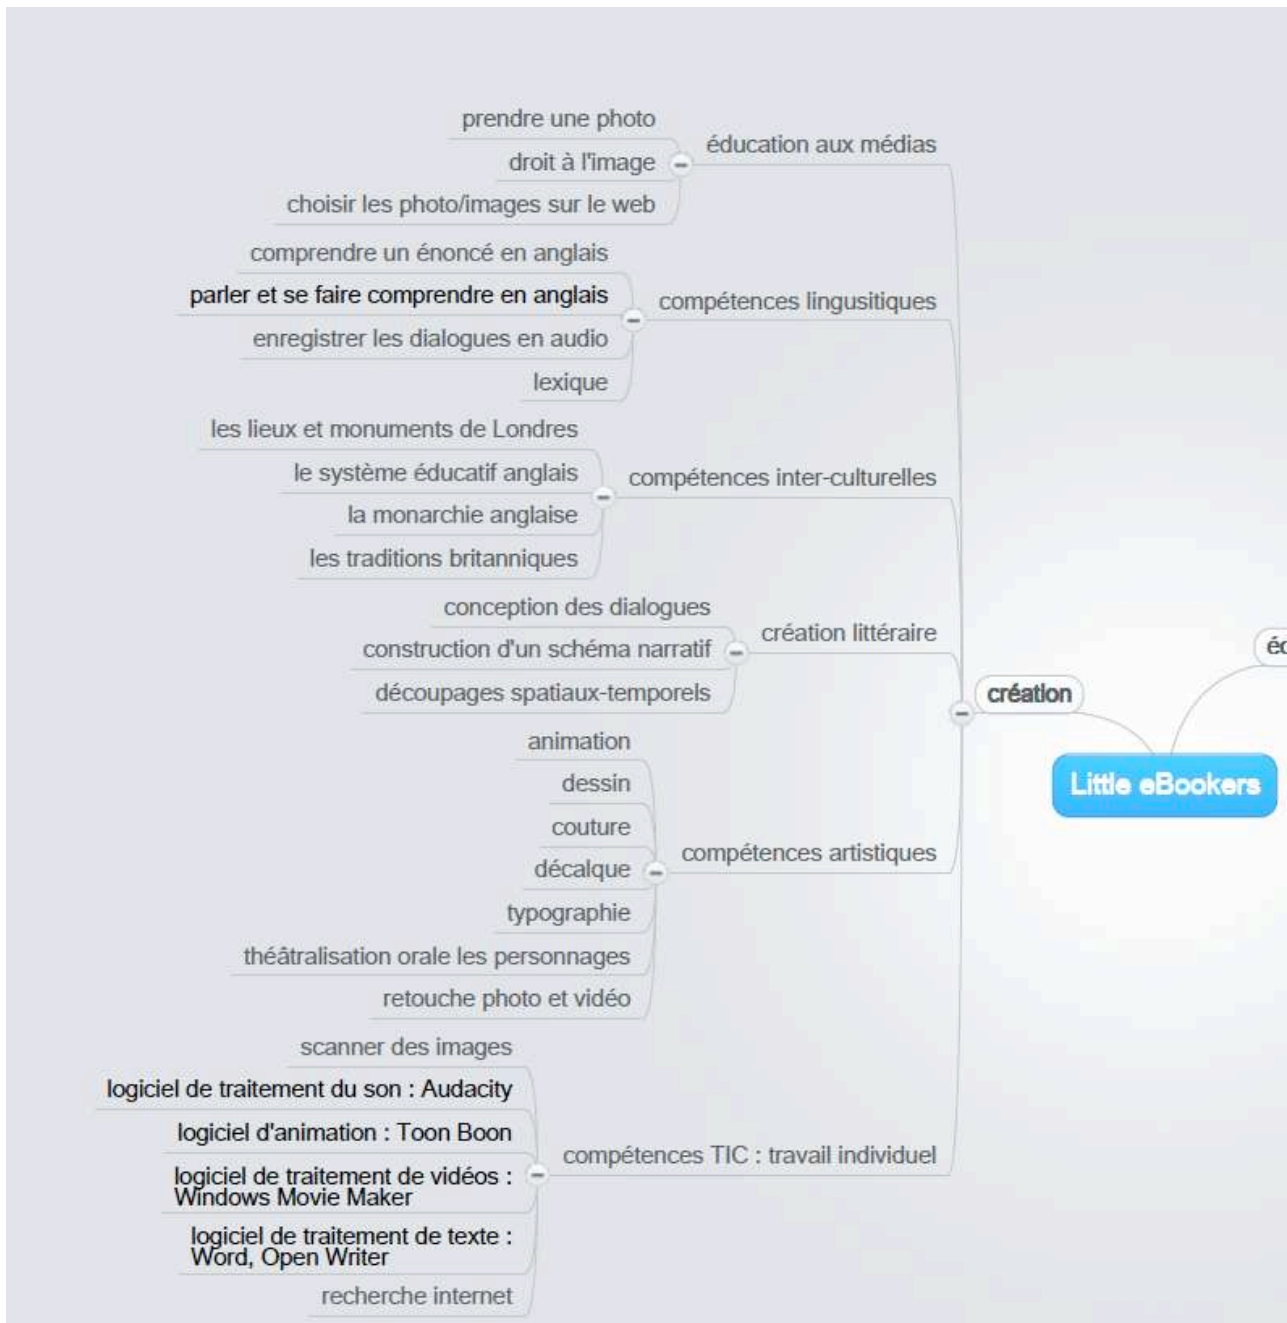 prendre une photo
droit à l'image
choisir les photo/images sur le web
éducation aux médias
comprendre un énoncé en anglais
parler et se faire comprendre en anglais
enregistrer les dialogues en audio
lexique
compétences lingusitiques
les lieux et monuments de Londres
le système éducatif anglais
la monarchie anglaise
les traditions britanniques
compétences inter-culturelles
conception des dialogues
construction d'un schéma narratif
découpages spatiaux-temporels
création littéraire
animation
dessin
couture
décalque
typographie
théâtralisation orale les personnages
retouche photo et vidéo
compétences artistiques
scanner des images
logiciel de traitement du son : Audacity
logiciel d'animation : Toon Boon
logiciel de traitement de vidéos :
Windows Movie Maker
logiciel de traitement de texte :
Word, Open Writer
recherche internet
compétences TIC : travail individuel
création
Little eBookers